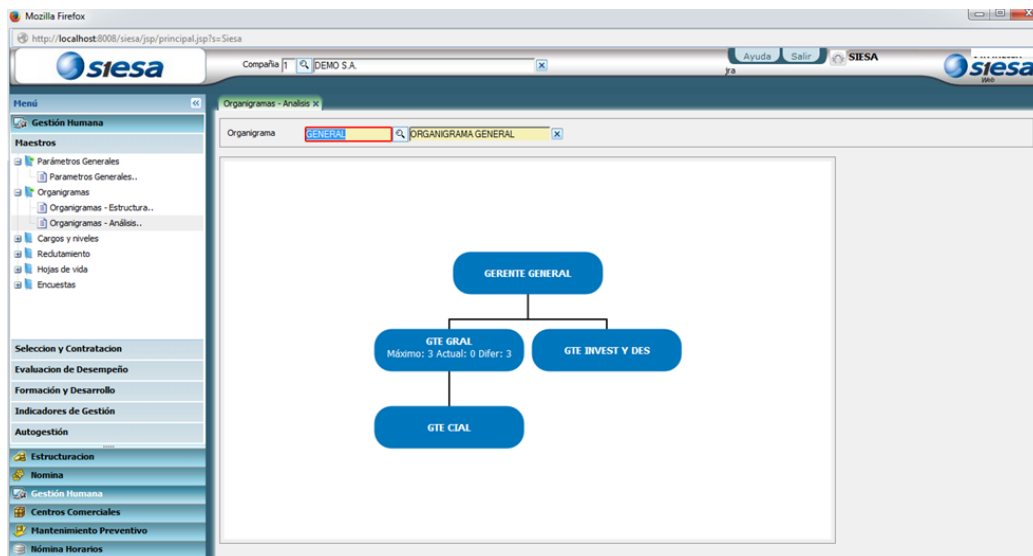 Mozilla Firefox
http://localhost:8008/siesa/jsp/principal.jsp?s=Siesa
siesa
Compañia 1 DEMO S.A.
Ayuda Salir SIESA
siesa
Web
Menú
Organigramas - Analisis x
Gestión Humana
Maestros
Parámetros Generales
Parametros Generales..
Organigramas
Organigramas - Estructura..
Organigramas - Análisis..
Cargos y niveles
Reclutamiento
Hojas de vida
Encuestas
Seleccion y Contratacion
Evaluacion de Desempeño
Formación y Desarrollo
Indicadores de Gestión
Autogestión
Estructuracion
Nomina
Gestión Humana
Centros Comerciales
Mantenimiento Preventivo
Nómina Horarios
Organigrama GENERAL ORGANIGRAMA GENERAL
GERENTE GENERAL
GTE GRAL
Máximo: 3 Actual: 0 Difer: 3
GTE INVEST Y DES
GTE CIAL